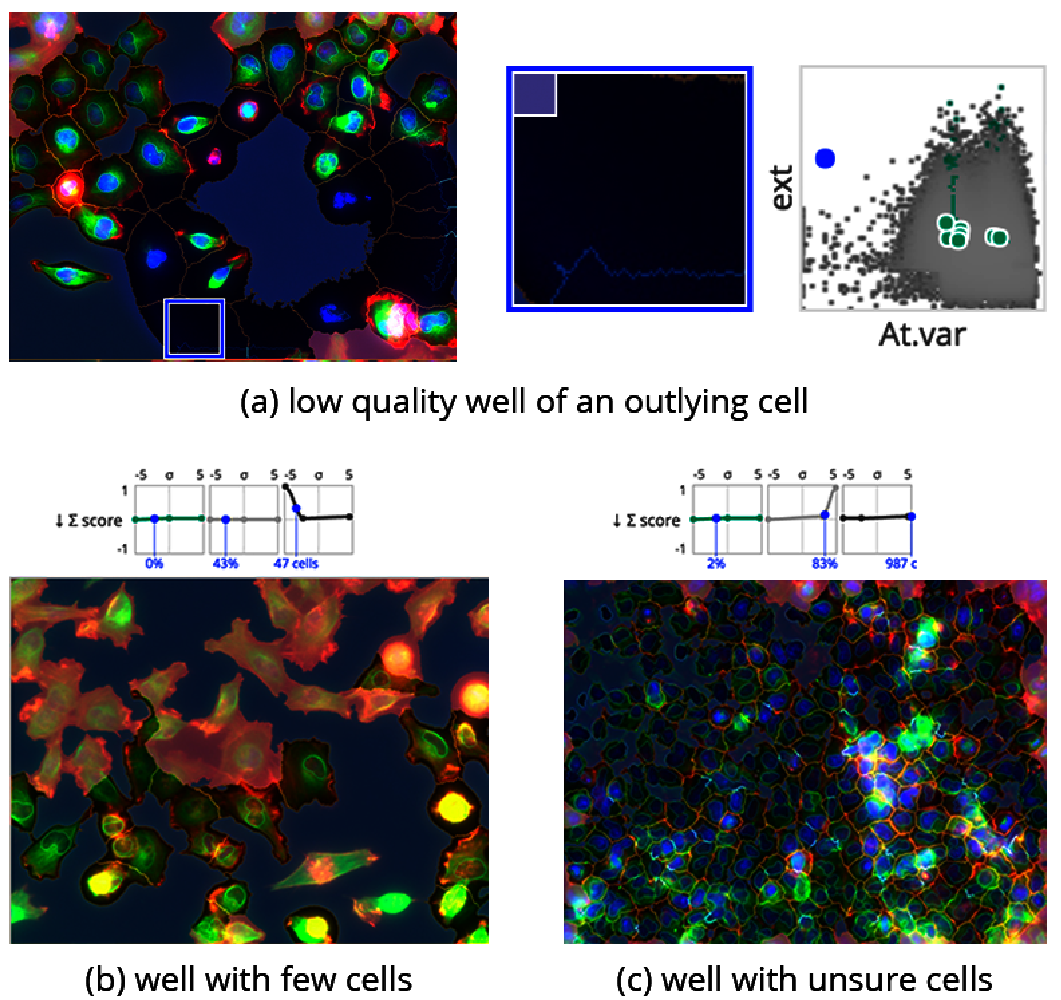 ext
At.var
(a) low quality well of an outlying cell
-5 σ 5 -5 σ 5 -5 σ 5
1
↓ Σ score
-1
0% 43% 47 cells
-5 σ 5 -5 σ 5 -5 σ 5
1
↓ Σ score
-1
2% 83% 987 c
(b) well with few cells
(c) well with unsure cells